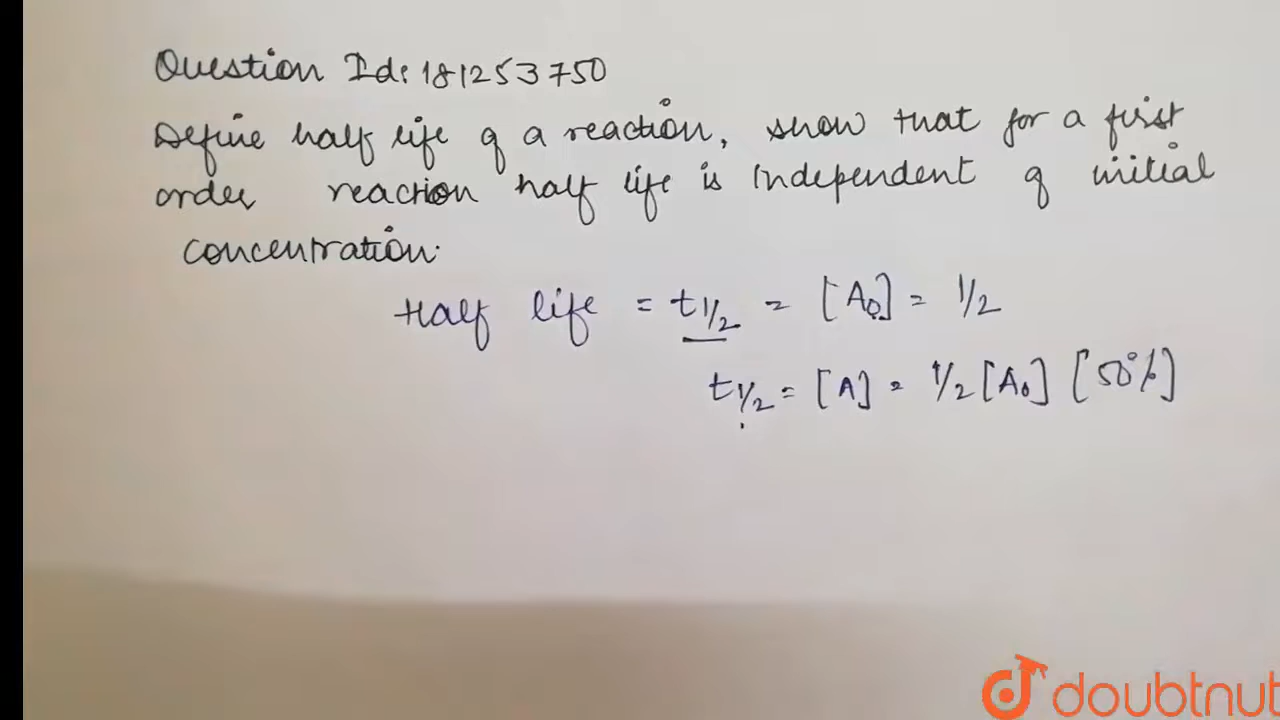 Question Id: 181253750
Define half life of a reaction, show that for a first
order reaction half life is Independent of initial
concentration.
Half life = t1/2 = [A0] = 1/2
t1/2 = [A] = 1/2 [A0] [50%]
doubtnut